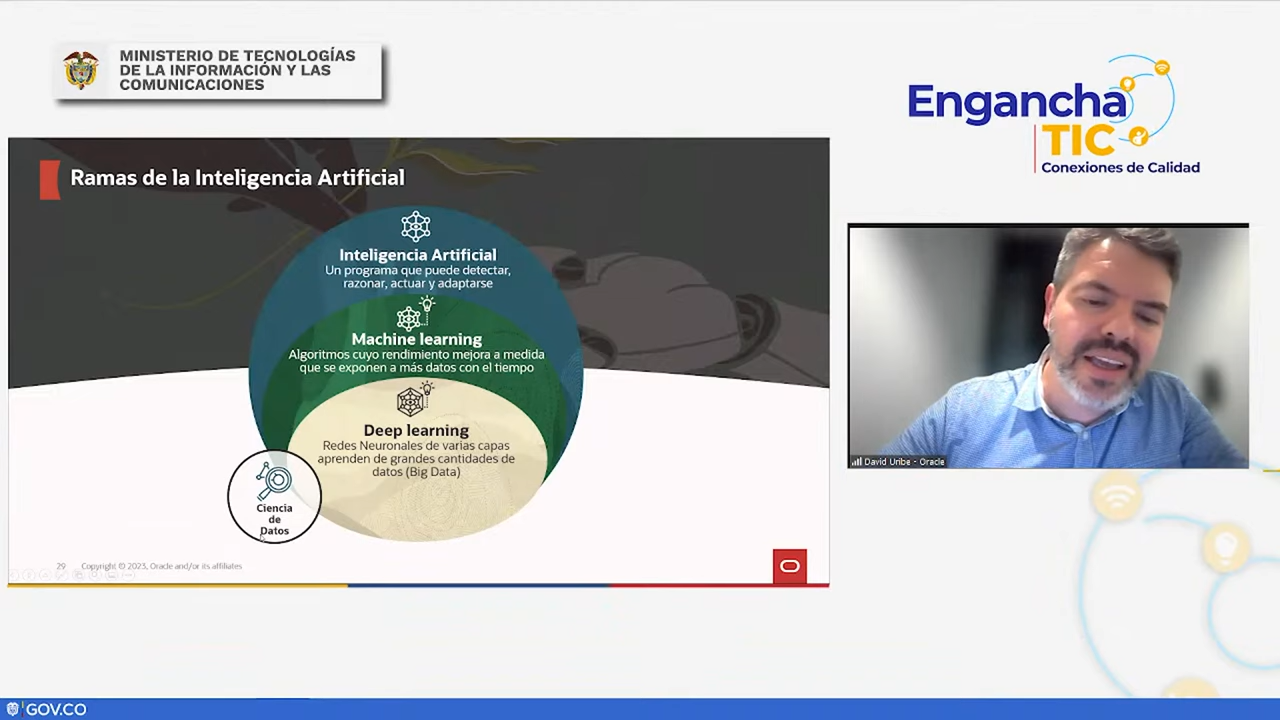 MINISTERIO DE TECNOLOGÍAS
DE LA INFORMACIÓN Y LAS
COMUNICACIONES
Engancha
TIC
Conexiones de Calidad
Ramas de la Inteligencia Artificial
Inteligencia Artificial
Un programa que puede detectar,
razonar, actuar y adaptarse
Machine learning
Algoritmos cuyo rendimiento mejora a medida
que se exponen a más datos con el tiempo
Deep learning
Redes Neuronales de varias capas
aprenden de grandes cantidades de
datos (Big Data)
Ciencia
de
Datos
29 Copyright © 2023, Oracle and/or its affiliates
David Uribe - Oracle
GOV.CO